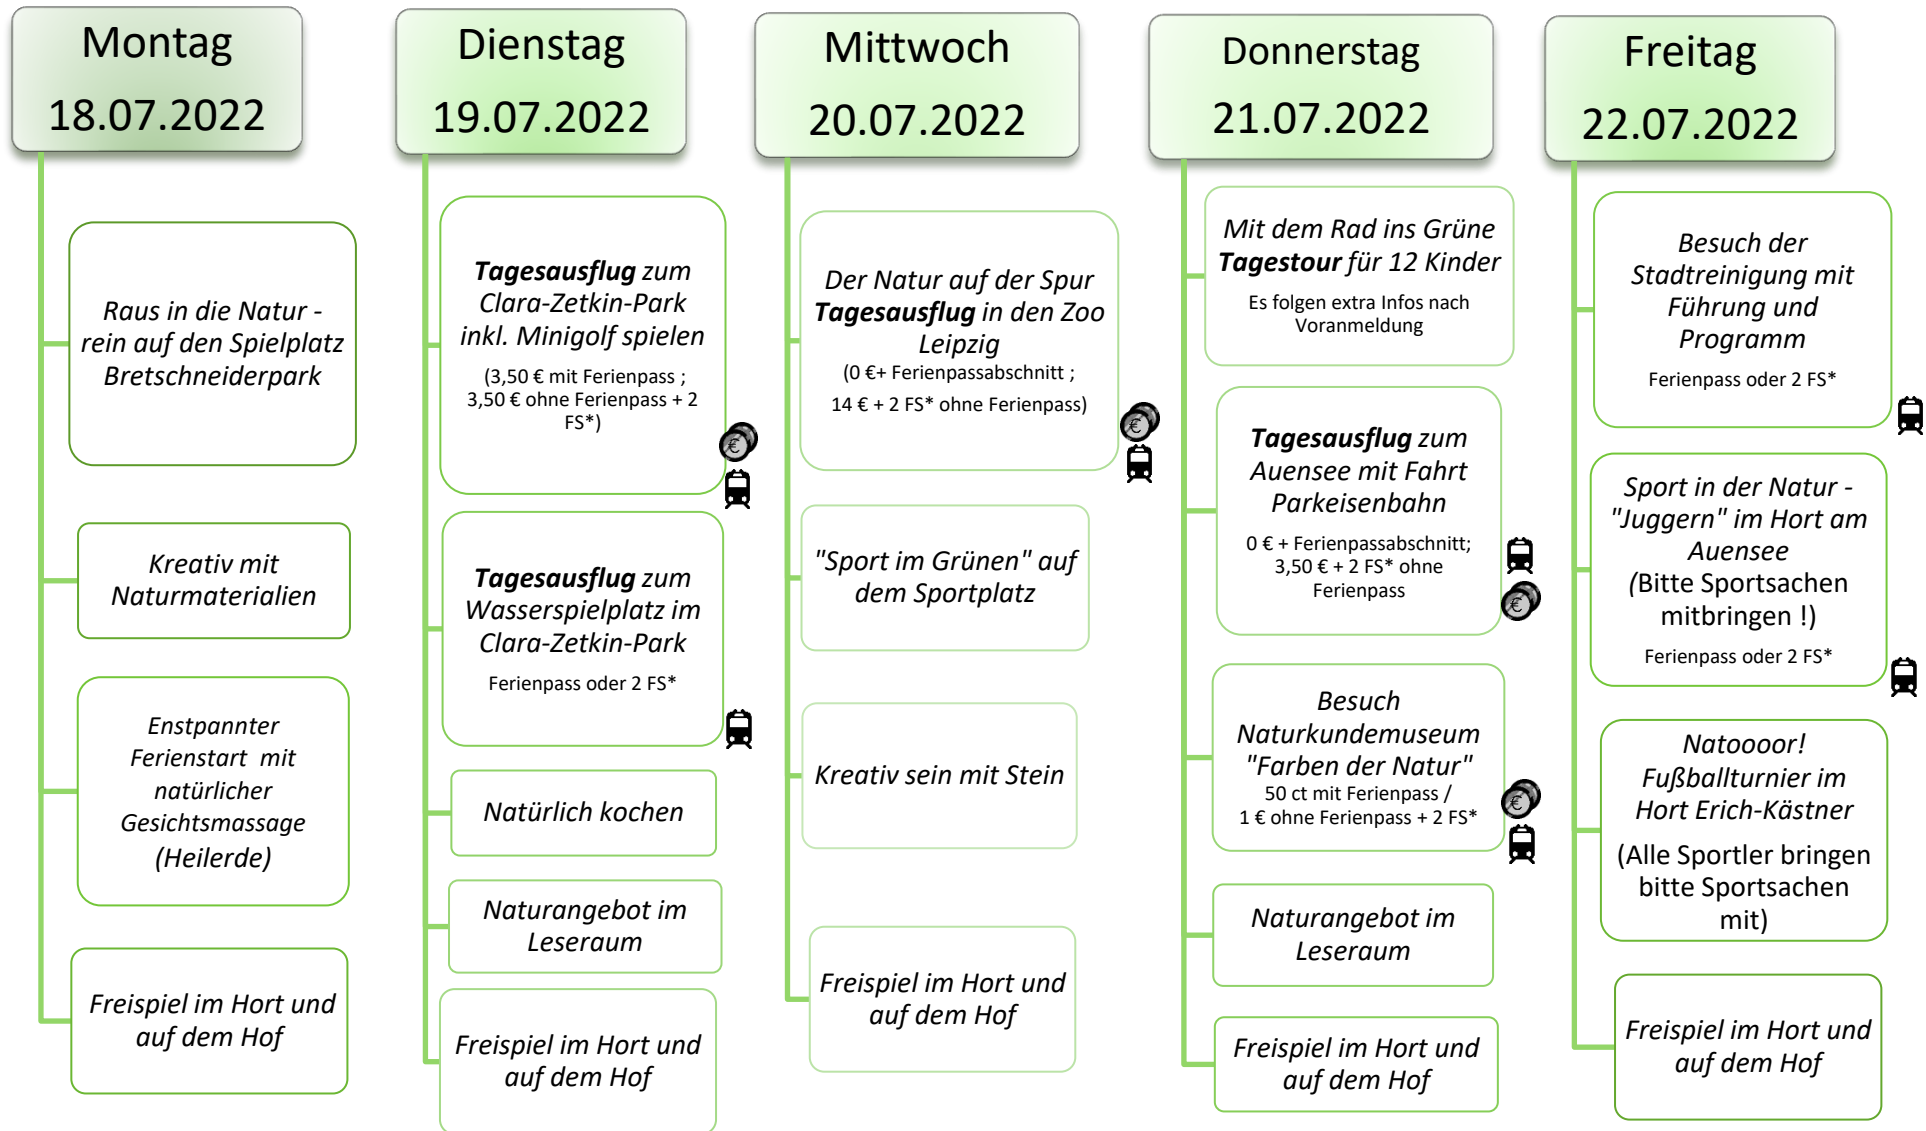 Montag
18.07.2022
Raus in die Natur -
rein auf den Spielplatz
Bretschneiderpark
Kreativ mit
Naturmaterialien
Enstpannter
Ferienstart mit
natürlicher
Gesichtsmassage
(Heilerde)
Freispiel im Hort und
auf dem Hof
Dienstag
19.07.2022
Tagesausflug zum
Clara-Zetkin-Park
inkl. Minigolf spielen
(3,50 € mit Ferienpass ;
3,50 € ohne Ferienpass + 2
FS*)
€
Tagesausflug zum
Wasserspielplatz im
Clara-Zetkin-Park
Ferienpass oder 2 FS*
Natürlich kochen
Naturangebot im
Leseraum
Freispiel im Hort und
auf dem Hof
Mittwoch
20.07.2022
Der Natur auf der Spur
Tagesausflug in den Zoo
Leipzig
(0 €+ Ferienpassabschnitt ;
14 € + 2 FS* ohne Ferienpass)
€
"Sport im Grünen" auf
dem Sportplatz
Kreativ sein mit Stein
Freispiel im Hort und
auf dem Hof
Donnerstag
21.07.2022
Mit dem Rad ins Grüne
Tagestour für 12 Kinder
Es folgen extra Infos nach
Voranmeldung
Tagesausflug zum
Auensee mit Fahrt
Parkeisenbahn
0 € + Ferienpassabschnitt;
3,50 € + 2 FS* ohne
Ferienpass
€
Besuch
Naturkundemuseum
"Farben der Natur"
50 ct mit Ferienpass /
1 € ohne Ferienpass + 2 FS*
€
Naturangebot im
Leseraum
Freispiel im Hort und
auf dem Hof
Freitag
22.07.2022
Besuch der
Stadtreinigung mit
Führung und
Programm
Ferienpass oder 2 FS*
Sport in der Natur -
"Juggern" im Hort am
Auensee
(Bitte Sportsachen
mitbringen !)
Ferienpass oder 2 FS*
Natoooor!
Fußballturnier im
Hort Erich-Kästner
(Alle Sportler bringen
bitte Sportsachen
mit)
Freispiel im Hort und
auf dem Hof